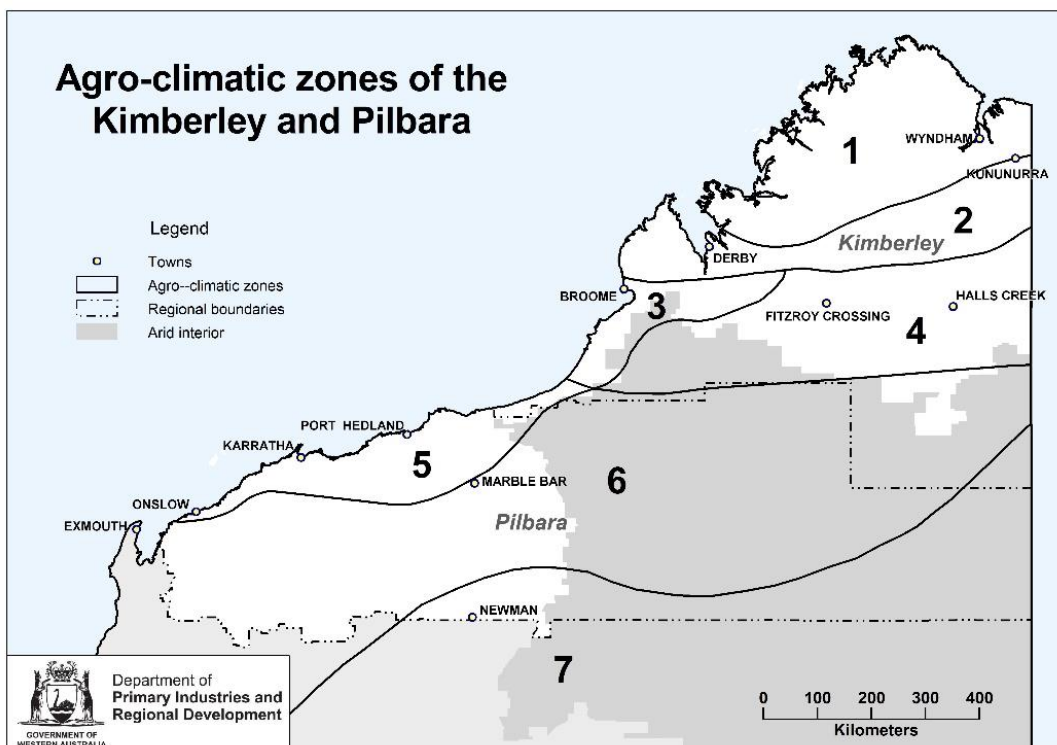 Agro-climatic zones of the
Kimberley and Pilbara
Legend
Towns
Agro--climatic zones
Regional boundaries
Arid interior
WYNDHAM
1
KUNUNURRA
2
Kimberley
DERBY
BROOME
3
HALLS CREEK
FITZROY CROSSING
4
PORT HEDLAND
KARRATHA
5
MARBLE BAR
6
ONSLOW
Pilbara
EXMOUTH
NEWMAN
7
Department of
Primary Industries and
Regional Development
GOVERNMENT OF
WESTERN AUSTRALIA
0 100 200 300 400
Kilometers